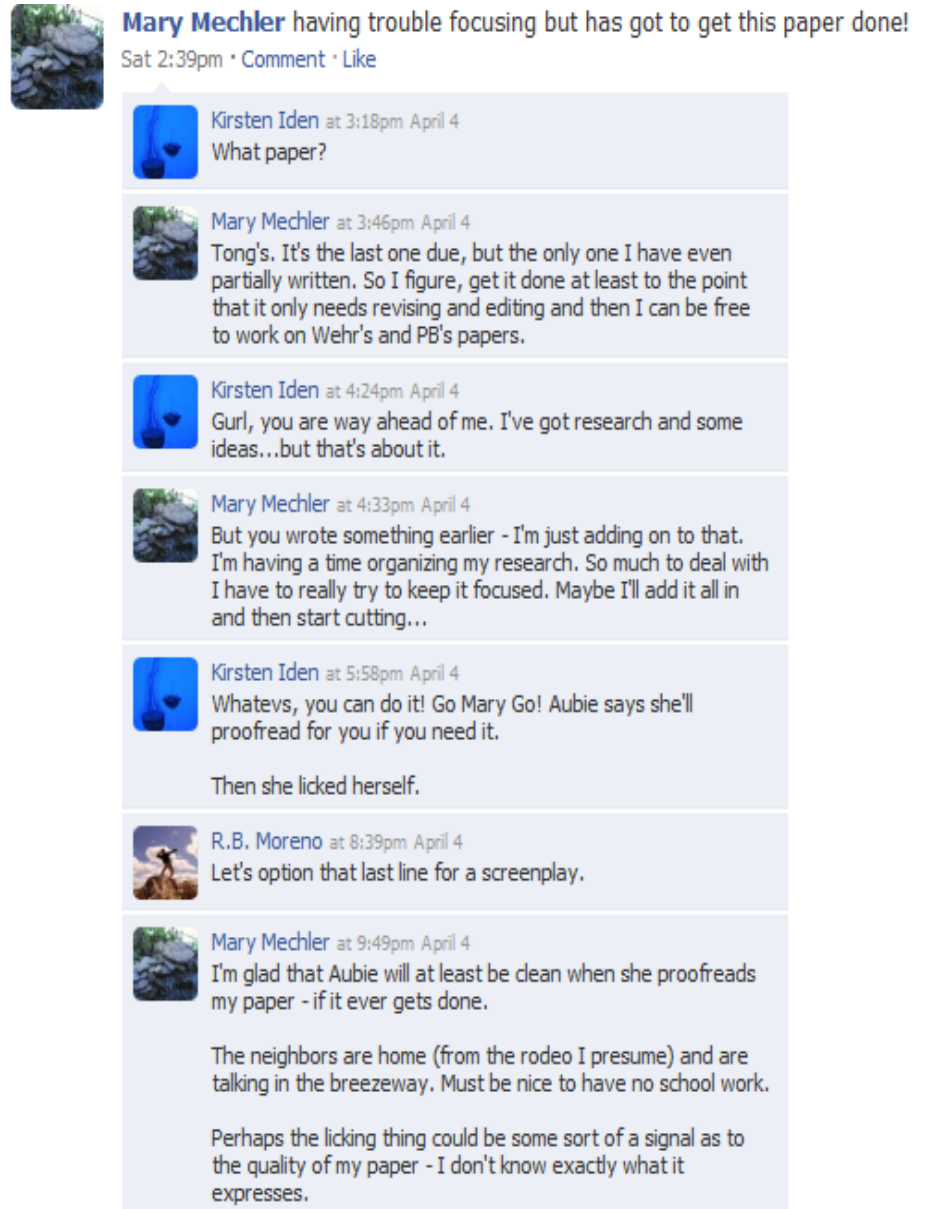 Mary Mechler having trouble focusing but has got to get this paper done!
Sat 2:39pm · Comment · Like
Kirsten Iden at 3:18pm April 4
What paper?
Mary Mechler at 3:46pm April 4
Tong's. It's the last one due, but the only one I have even
partially written. So I figure, get it done at least to the point
that it only needs revising and editing and then I can be free
to work on Wehr's and PB's papers.
Kirsten Iden at 4:24pm April 4
Gurl, you are way ahead of me. I've got research and some
ideas...but that's about it.
Mary Mechler at 4:33pm April 4
But you wrote something earlier - I'm just adding on to that.
I'm having a time organizing my research. So much to deal with
I have to really try to keep it focused. Maybe I'll add it all in
and then start cutting...
Kirsten Iden at 5:58pm April 4
Whatevs, you can do it! Go Mary Go! Aubie says she'll
proofread for you if you need it.
Then she licked herself.
R.B. Moreno at 8:39pm April 4
Let's option that last line for a screenplay.
Mary Mechler at 9:49pm April 4
I'm glad that Aubie will at least be clean when she proofreads
my paper - if it ever gets done.
The neighbors are home (from the rodeo I presume) and are
talking in the breezeway. Must be nice to have no school work.
Perhaps the licking thing could be some sort of a signal as to
the quality of my paper - I don't know exactly what it
expresses.